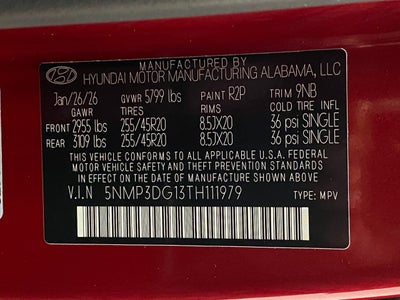 MANUFACTURED BY
HYUNDAI MOTOR MANUFACTURING ALABAMA, LLC
Jan/26/26 GVWR 5799 lbs PAINT R2P TRIM 9NB
GAWR TIRES RIMS COLD TIRE INF.
FRONT 2955 lbs 255/45R20 8.5JX20 36 psi SINGLE
REAR 3109 lbs 255/45R20 8.5JX20 36 psi SINGLE
THIS VEHICLE CONFORMS TO ALL APPLICABLE U.S.A. FEDERAL
MOTOR VEHICLE SAFETY AND THEFT PREVENTION STANDARDS
IN EFFECT ON THE DATE OF MANUFACTURE SHOWN ABOVE.
V.I.N 5NMP3DG13TH111979 TYPE: MPV